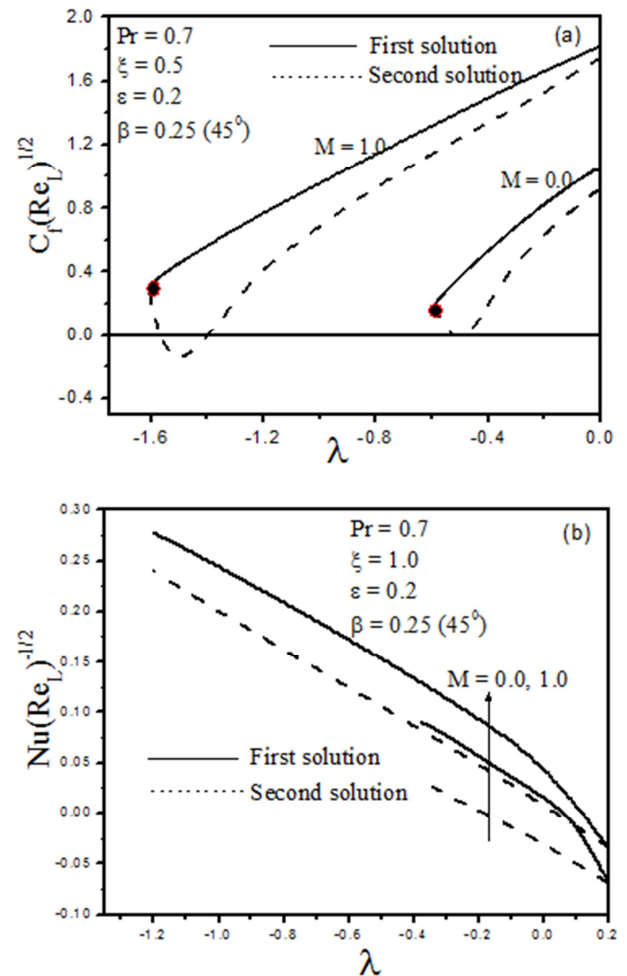 2.0
1.6
1.2
0.8
0.4
0.0
-0.4
C_f(Re_L)^1/2
Pr = 0.7
ξ = 0.5
ε = 0.2
β = 0.25 (45⁰)
First solution
Second solution
(a)
M = 1.0
M = 0.0
-1.6 -1.2 -0.8 -0.4 0.0
λ
0.30
0.25
0.20
0.15
0.10
0.05
0.00
-0.05
-0.10
Nu(Re_L)^-1/2
Pr = 0.7
ξ = 1.0
ε = 0.2
β = 0.25 (45⁰)
(b)
M = 0.0, 1.0
First solution
Second solution
-1.2 -1.0 -0.8 -0.6 -0.4 -0.2 0.0 0.2
λ